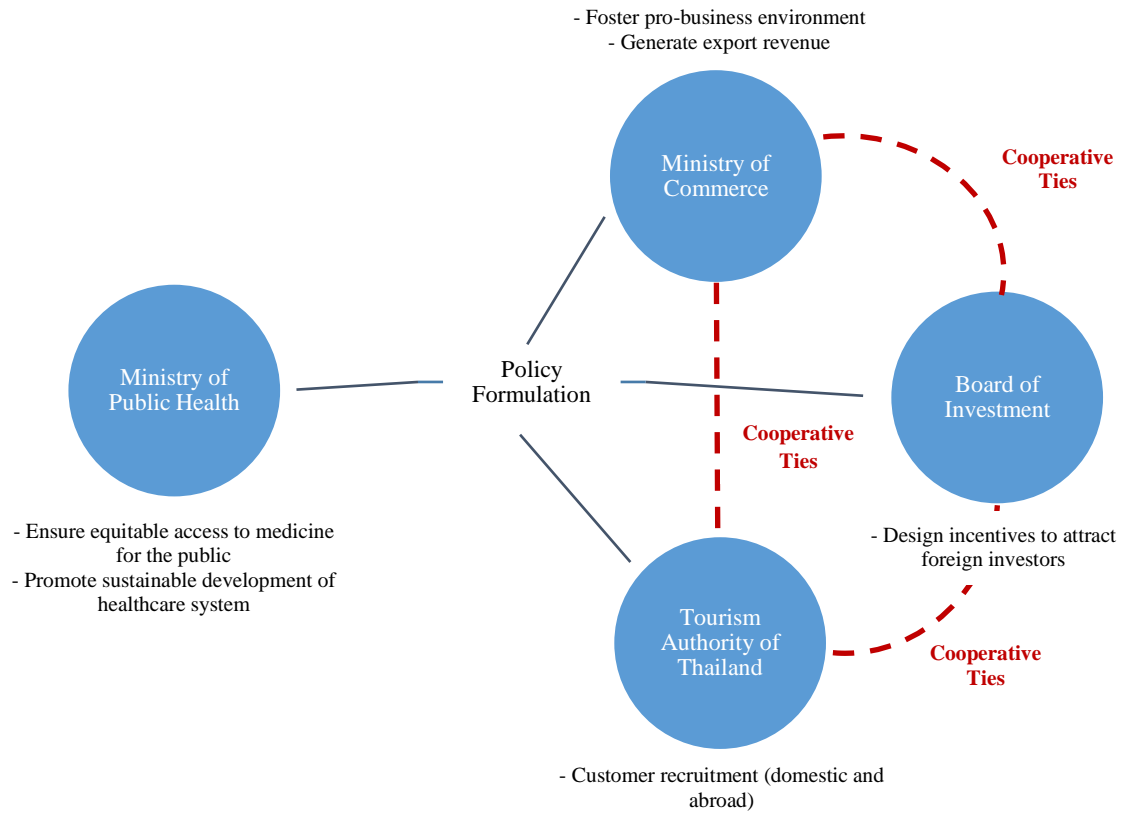 - Foster pro-business environment
- Generate export revenue
Ministry of
Commerce
Cooperative
Ties
Ministry of
Public Health
Policy
Formulation
Board of
Investment
Cooperative
Ties
- Ensure equitable access to medicine
for the public
- Promote sustainable development of
healthcare system
- Design incentives to attract
foreign investors
Tourism
Authority of
Thailand
Cooperative
Ties
- Customer recruitment (domestic and
abroad)